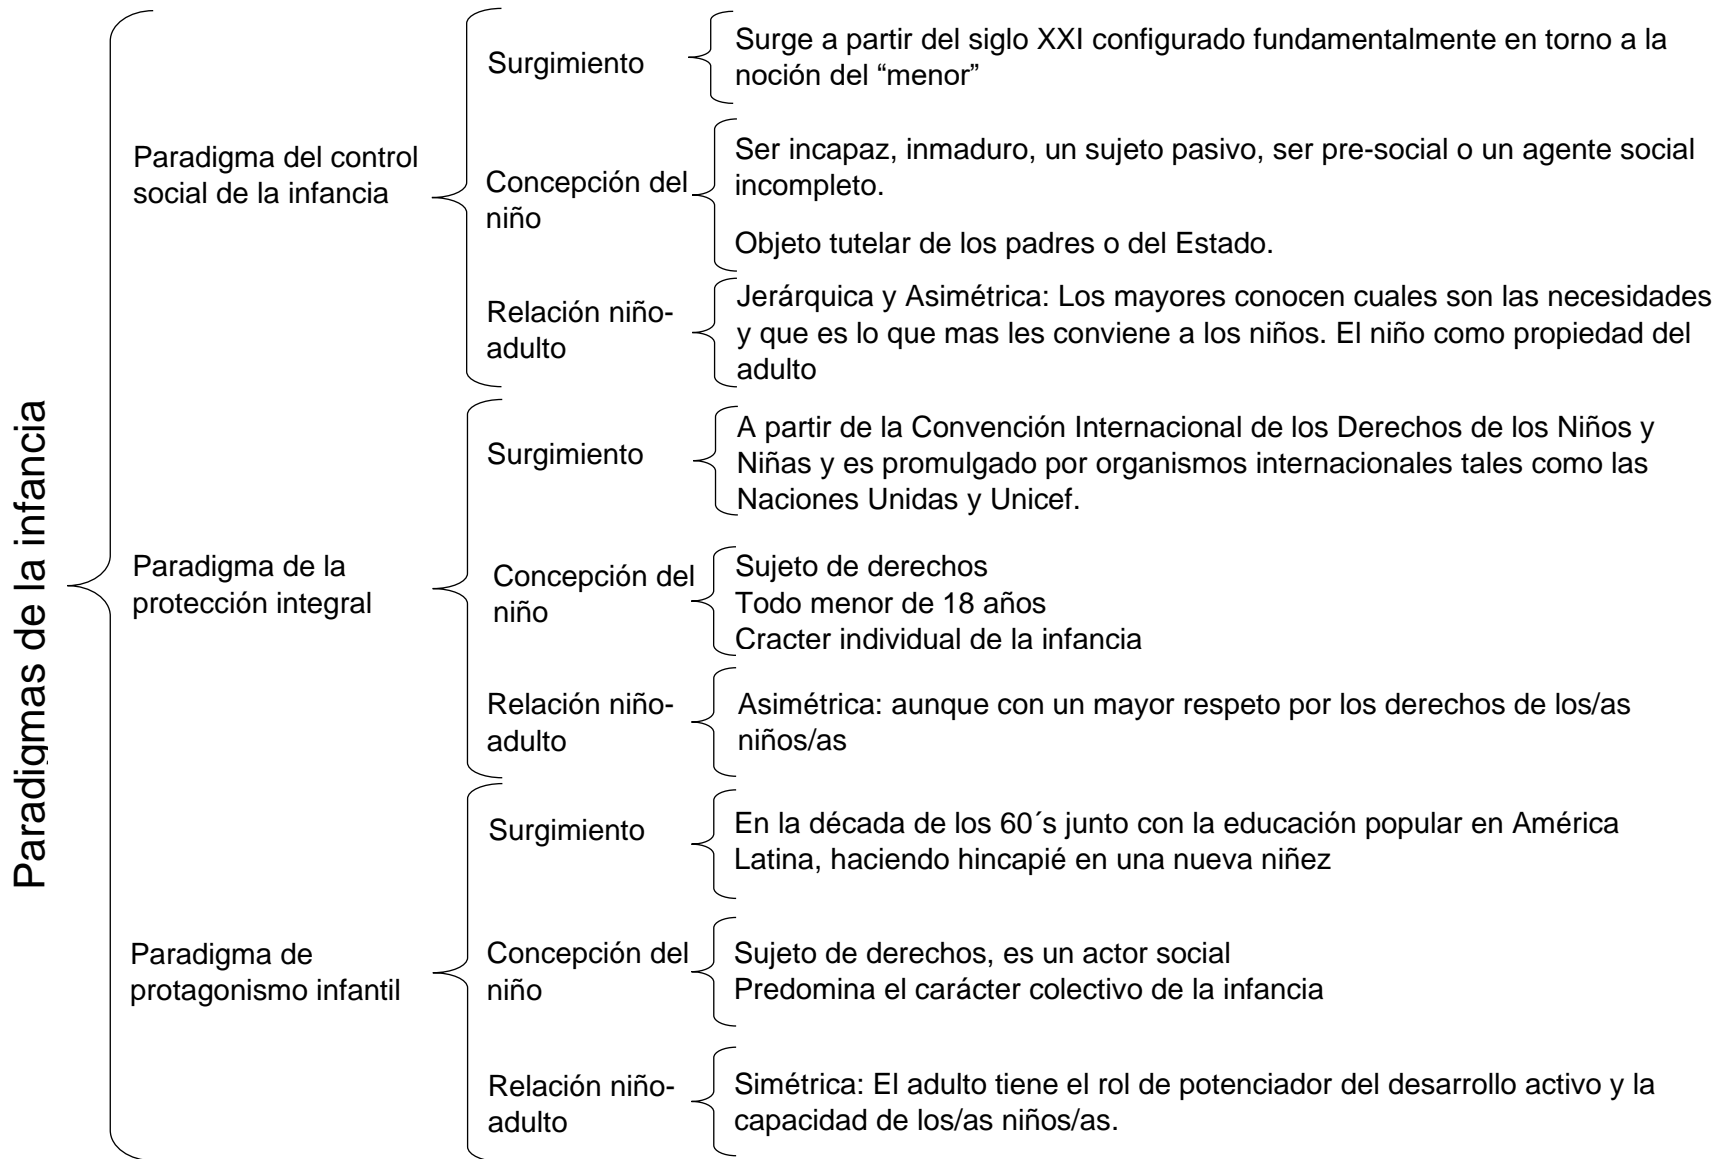 Paradigmas de la infancia
Paradigma del control
social de la infancia
Surgimiento
Surge a partir del siglo XXI configurado fundamentalmente en torno a la
noción del “menor”
Concepción del
niño
Ser incapaz, inmaduro, un sujeto pasivo, ser pre-social o un agente social
incompleto.
Objeto tutelar de los padres o del Estado.
Relación niño-
adulto
Jerárquica y Asimétrica: Los mayores conocen cuales son las necesidades
y que es lo que mas les conviene a los niños. El niño como propiedad del
adulto
Paradigma de la
protección integral
Surgimiento
A partir de la Convención Internacional de los Derechos de los Niños y
Niñas y es promulgado por organismos internacionales tales como las
Naciones Unidas y Unicef.
Concepción del
niño
Sujeto de derechos
Todo menor de 18 años
Cracter individual de la infancia
Relación niño-
adulto
Asimétrica: aunque con un mayor respeto por los derechos de los/as
niños/as
Paradigma de
protagonismo infantil
Surgimiento
En la década de los 60´s junto con la educación popular en América
Latina, haciendo hincapié en una nueva niñez
Concepción del
niño
Sujeto de derechos, es un actor social
Predomina el carácter colectivo de la infancia
Relación niño-
adulto
Simétrica: El adulto tiene el rol de potenciador del desarrollo activo y la
capacidad de los/as niños/as.